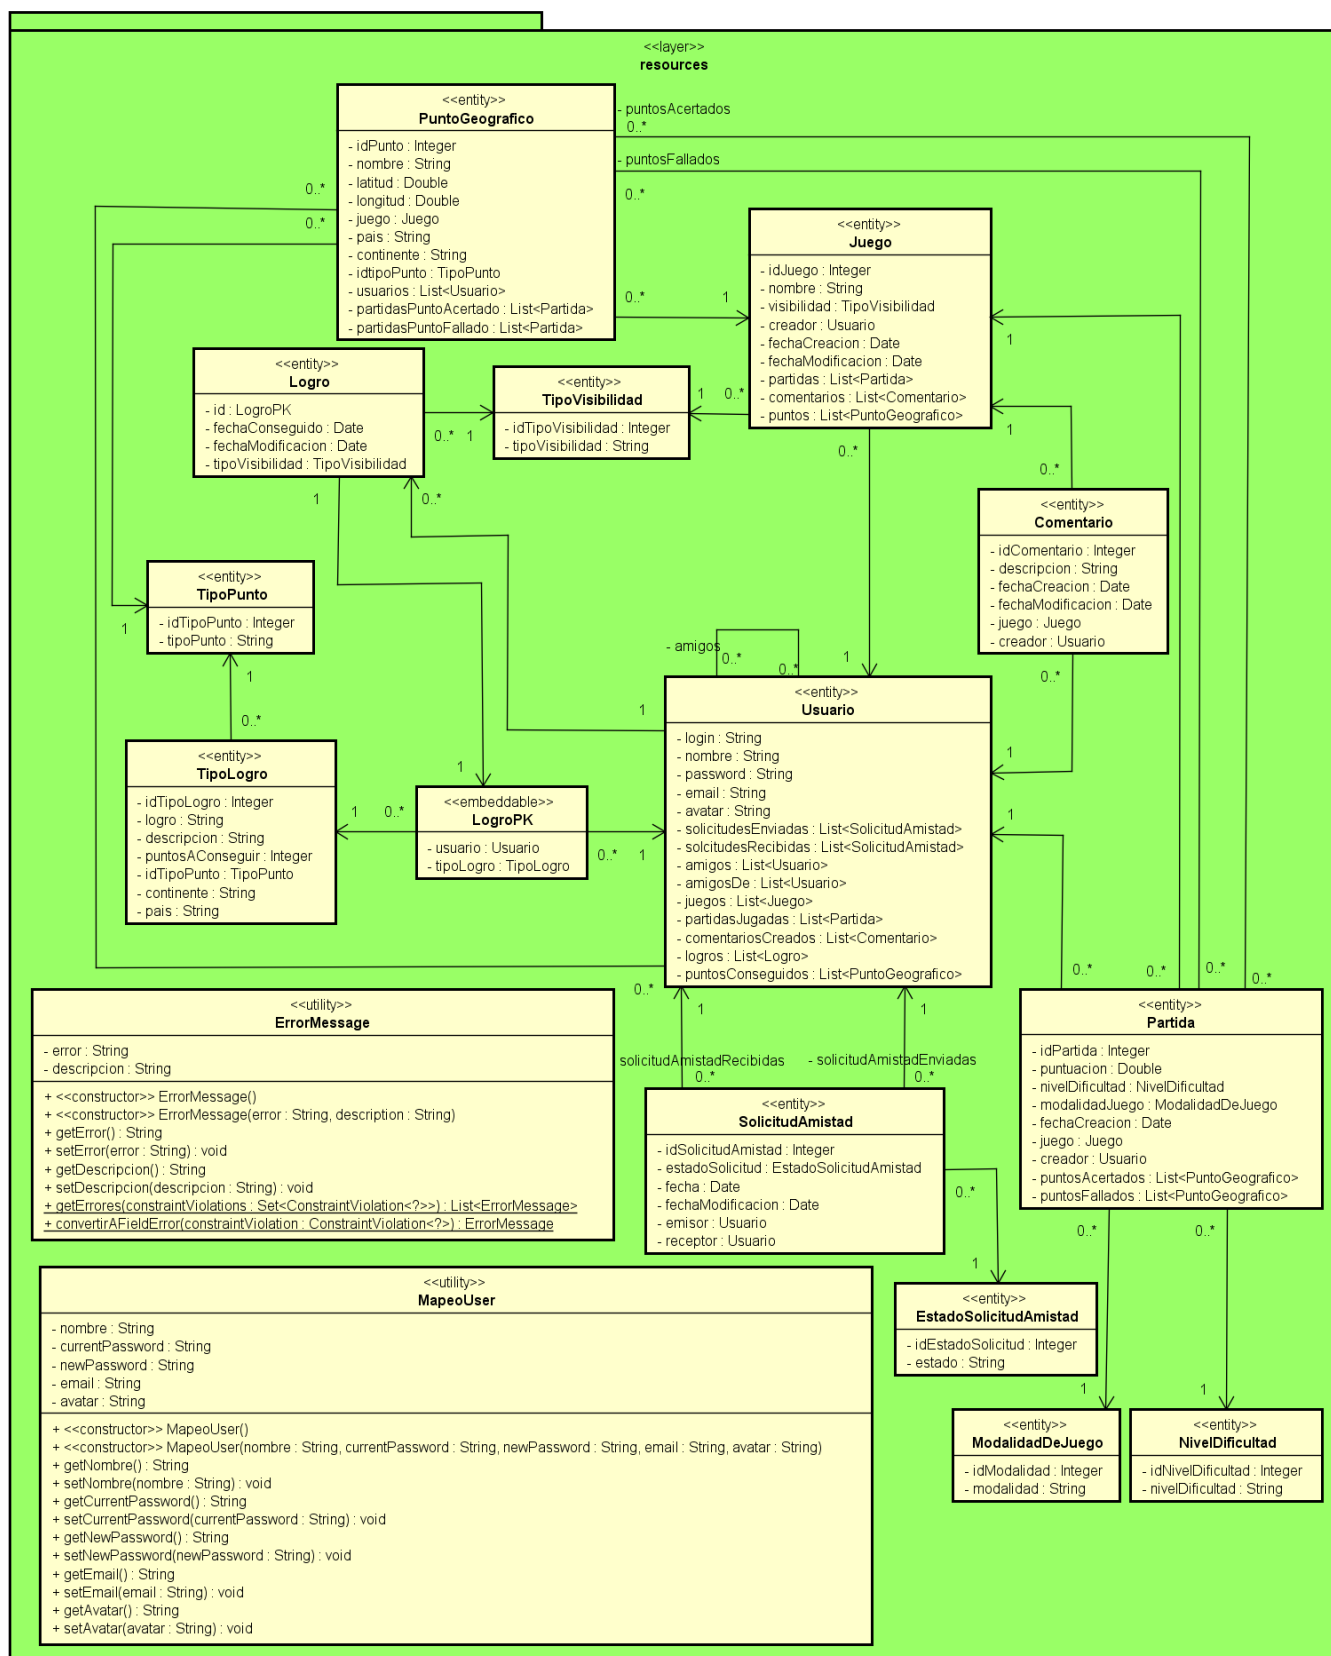 <<layer>>
resources
<<entity>>
PuntoGeografico
- idPunto : Integer
- nombre : String
- latitud : Double
- longitud : Double
- juego : Juego
- pais : String
- continente : String
- idtipoPunto : TipoPunto
- usuarios : List<Usuario>
- partidasPuntoAcertado : List<Partida>
- partidasPuntoFallado : List<Partida>
- puntosAcertados
0..*
- puntosFallados
0..*
0..*
0..*
0..*
1
<<entity>>
Juego
- idJuego : Integer
- nombre : String
- visibilidad : TipoVisibilidad
- creador : Usuario
- fechaCreacion : Date
- fechaModificacion : Date
- partidas : List<Partida>
- comentarios : List<Comentario>
- puntos : List<PuntoGeografico>
1
1
0..*
<<entity>>
Logro
- id : LogroPK
- fechaConseguido : Date
- fechaModificacion : Date
- tipoVisibilidad : TipoVisibilidad
<<entity>>
TipoVisibilidad
- idTipoVisibilidad : Integer
- tipoVisibilidad : String
1
0..*
0..*
1
1
0..*
0..*
<<entity>>
Comentario
- idComentario : Integer
- descripcion : String
- fechaCreacion : Date
- fechaModificacion : Date
- juego : Juego
- creador : Usuario
0..*
<<entity>>
TipoPunto
- idTipoPunto : Integer
- tipoPunto : String
1
1
0..*
- amigos
0..*
0..*
1
1
1
1
<<entity>>
Usuario
- login : String
- nombre : String
- password : String
- email : String
- avatar : String
- solicitudesEnviadas : List<SolicitudAmistad>
- solcitudesRecibidas : List<SolicitudAmistad>
- amigos : List<Usuario>
- amigosDe : List<Usuario>
- juegos : List<Juego>
- partidasJugadas : List<Partida>
- comentariosCreados : List<Comentario>
- logros : List<Logro>
- puntosConseguidos : List<PuntoGeografico>
<<entity>>
TipoLogro
- idTipoLogro : Integer
- logro : String
- descripcion : String
- puntosAConseguir : Integer
- idTipoPunto : TipoPunto
- continente : String
- pais : String
1
0..*
1
<<embeddable>>
LogroPK
- usuario : Usuario
- tipoLogro : TipoLogro
0..*
1
0..*
0..*
0..*
0..*
0..*
1
1
<<utility>>
ErrorMessage
- error : String
- descripcion : String
+ <<constructor>> ErrorMessage()
+ <<constructor>> ErrorMessage(error : String, description : String)
+ getError() : String
+ setError(error : String) : void
+ getDescripcion() : String
+ setDescripcion(descripcion : String) : void
+ getErrores(constraintViolations : Set<ConstraintViolation<?>>) : List<ErrorMessage>
+ convertirAFieldError(constraintViolation : ConstraintViolation<?>) : ErrorMessage
solicitudAmistadRecibidas
0..*
- solicitudAmistadEnviadas
0..*
<<entity>>
SolicitudAmistad
- idSolicitudAmistad : Integer
- estadoSolicitud : EstadoSolicitudAmistad
- fecha : Date
- fechaModificacion : Date
- emisor : Usuario
- receptor : Usuario
0..*
1
<<entity>>
Partida
- idPartida : Integer
- puntuacion : Double
- nivelDificultad : NivelDificultad
- modalidadJuego : ModalidadDeJuego
- fechaCreacion : Date
- juego : Juego
- creador : Usuario
- puntosAcertados : List<PuntoGeografico>
- puntosFallados : List<PuntoGeografico>
0..*
0..*
<<entity>>
EstadoSolicitudAmistad
- idEstadoSolicitud : Integer
- estado : String
1
1
<<entity>>
ModalidadDeJuego
- idModalidad : Integer
- modalidad : String
<<entity>>
NivelDificultad
- idNivelDificultad : Integer
- nivelDificultad : String
<<utility>>
MapeoUser
- nombre : String
- currentPassword : String
- newPassword : String
- email : String
- avatar : String
+ <<constructor>> MapeoUser()
+ <<constructor>> MapeoUser(nombre : String, currentPassword : String, newPassword : String, email : String, avatar : String)
+ getNombre() : String
+ setNombre(nombre : String) : void
+ getCurrentPassword() : String
+ setCurrentPassword(currentPassword : String) : void
+ getNewPassword() : String
+ setNewPassword(newPassword : String) : void
+ getEmail() : String
+ setEmail(email : String) : void
+ getAvatar() : String
+ setAvatar(avatar : String) : void